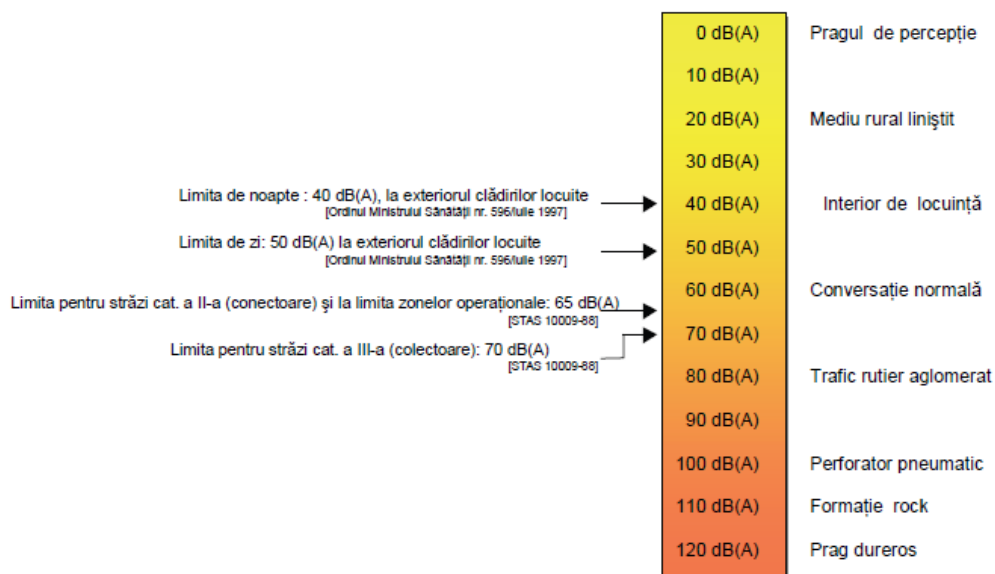 0 dB(A) Pragul de percepție
10 dB(A)
20 dB(A) Mediu rural liniştit
30 dB(A)
Limita de noapte : 40 dB(A), la exteriorul clădirilor locuite
[Ordinul Ministrului Sănătăţii nr. 596/iulie 1997]
40 dB(A) Interior de locuință
Limita de zi: 50 dB(A) la exteriorul clădirilor locuite
[Ordinul Ministrului Sănătăţii nr. 596/iulie 1997]
50 dB(A)
60 dB(A) Conversație normală
Limita pentru străzi cat. a II-a (conectoare) şi la limita zonelor operaționale: 65 dB(A)
[STAS 10009-88]
70 dB(A)
Limita pentru străzi cat. a III-a (colectoare): 70 dB(A)
[STAS 10009-88]
80 dB(A) Trafic rutier aglomerat
90 dB(A)
100 dB(A) Perforator pneumatic
110 dB(A) Formație rock
120 dB(A) Prag dureros